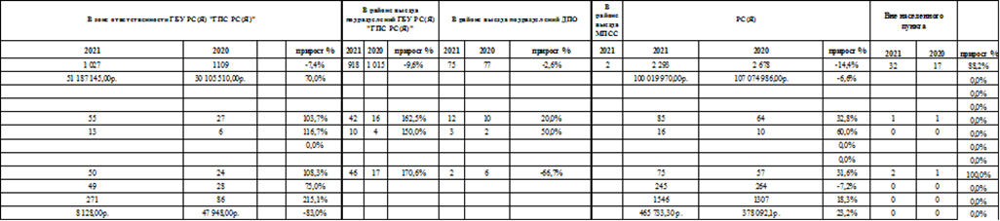 В зоне ответственности ГБУ РС(Я) "ГПС РС(Я)" В районе выезда подразделений ГБУ РС(Я) "ГПС РС(Я)" В районе выезда подразделений ДПО В районе выезда МПСС РС(Я) Вне населенного пункта
2021 2020 прирост % 2021 2020 прирост % 2021 2020 прирост % 2021 2021 2020 прирост % 2021 2020 прирост %
1 027 1109 -7,4% 918 1 015 -9,6% 75 77 -2,6% 2 2 293 2 678 -14,4% 32 17 88,2%
51 187 145,00р. 30 105 510,00р. 70,0% 100 019 970,00р. 107 074 986,00р. -6,6% 0,0%
0,0%
0,0%
55 27 103,7% 42 16 162,5% 12 10 20,0% 85 64 32,8% 1 1 0,0%
13 6 116,7% 10 4 150,0% 3 2 50,0% 16 10 60,0% 0 0 0,0%
0,0% 0,0% 0,0%
0,0% 0,0%
50 24 108,3% 46 17 170,6% 2 6 -66,7% 75 57 31,6% 2 1 100,0%
49 28 75,0% 245 264 -7,2% 0 0 0,0%
271 86 215,1% 1546 1307 18,3% 0 0 0,0%
8 128,00р. 47 948,00р. -83,0% 465 733,30р. 378 092,1р. 23,2% 0 0 0,0%